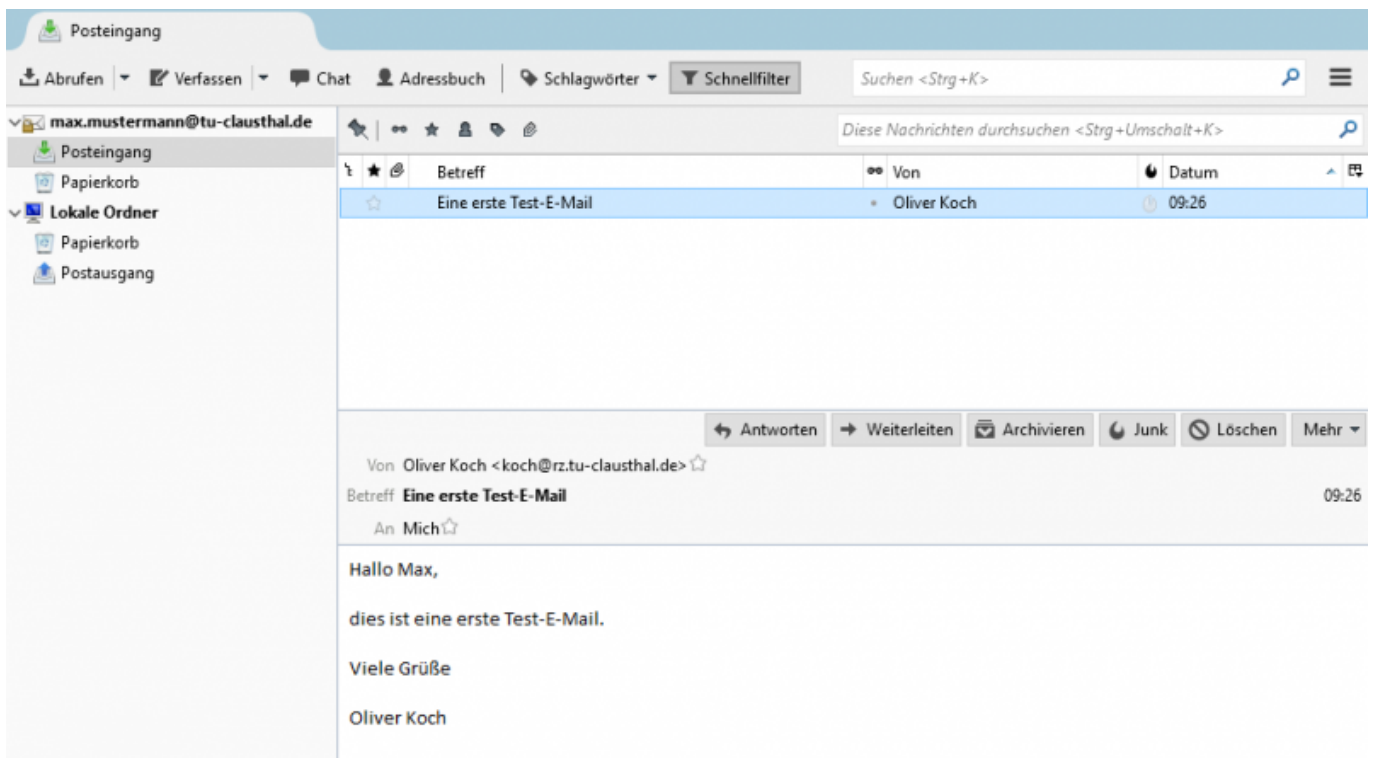 Posteingang
Abrufen Verfassen Chat Adressbuch Schlagwörter Schnellfilter Suchen <Strg+K>
max.mustermann@tu-clausthal.de
Posteingang
Papierkorb
Lokale Ordner
Papierkorb
Postausgang
Diese Nachrichten durchsuchen <Strg+Umschalt+K>
Betreff Von Datum
Eine erste Test-E-Mail Oliver Koch 09:26
Antworten Weiterleiten Archivieren Junk Löschen Mehr
Von Oliver Koch <koch@rz.tu-clausthal.de>
Betreff Eine erste Test-E-Mail 09:26
An Mich
Hallo Max,
dies ist eine erste Test-E-Mail.
Viele Grüße
Oliver Koch